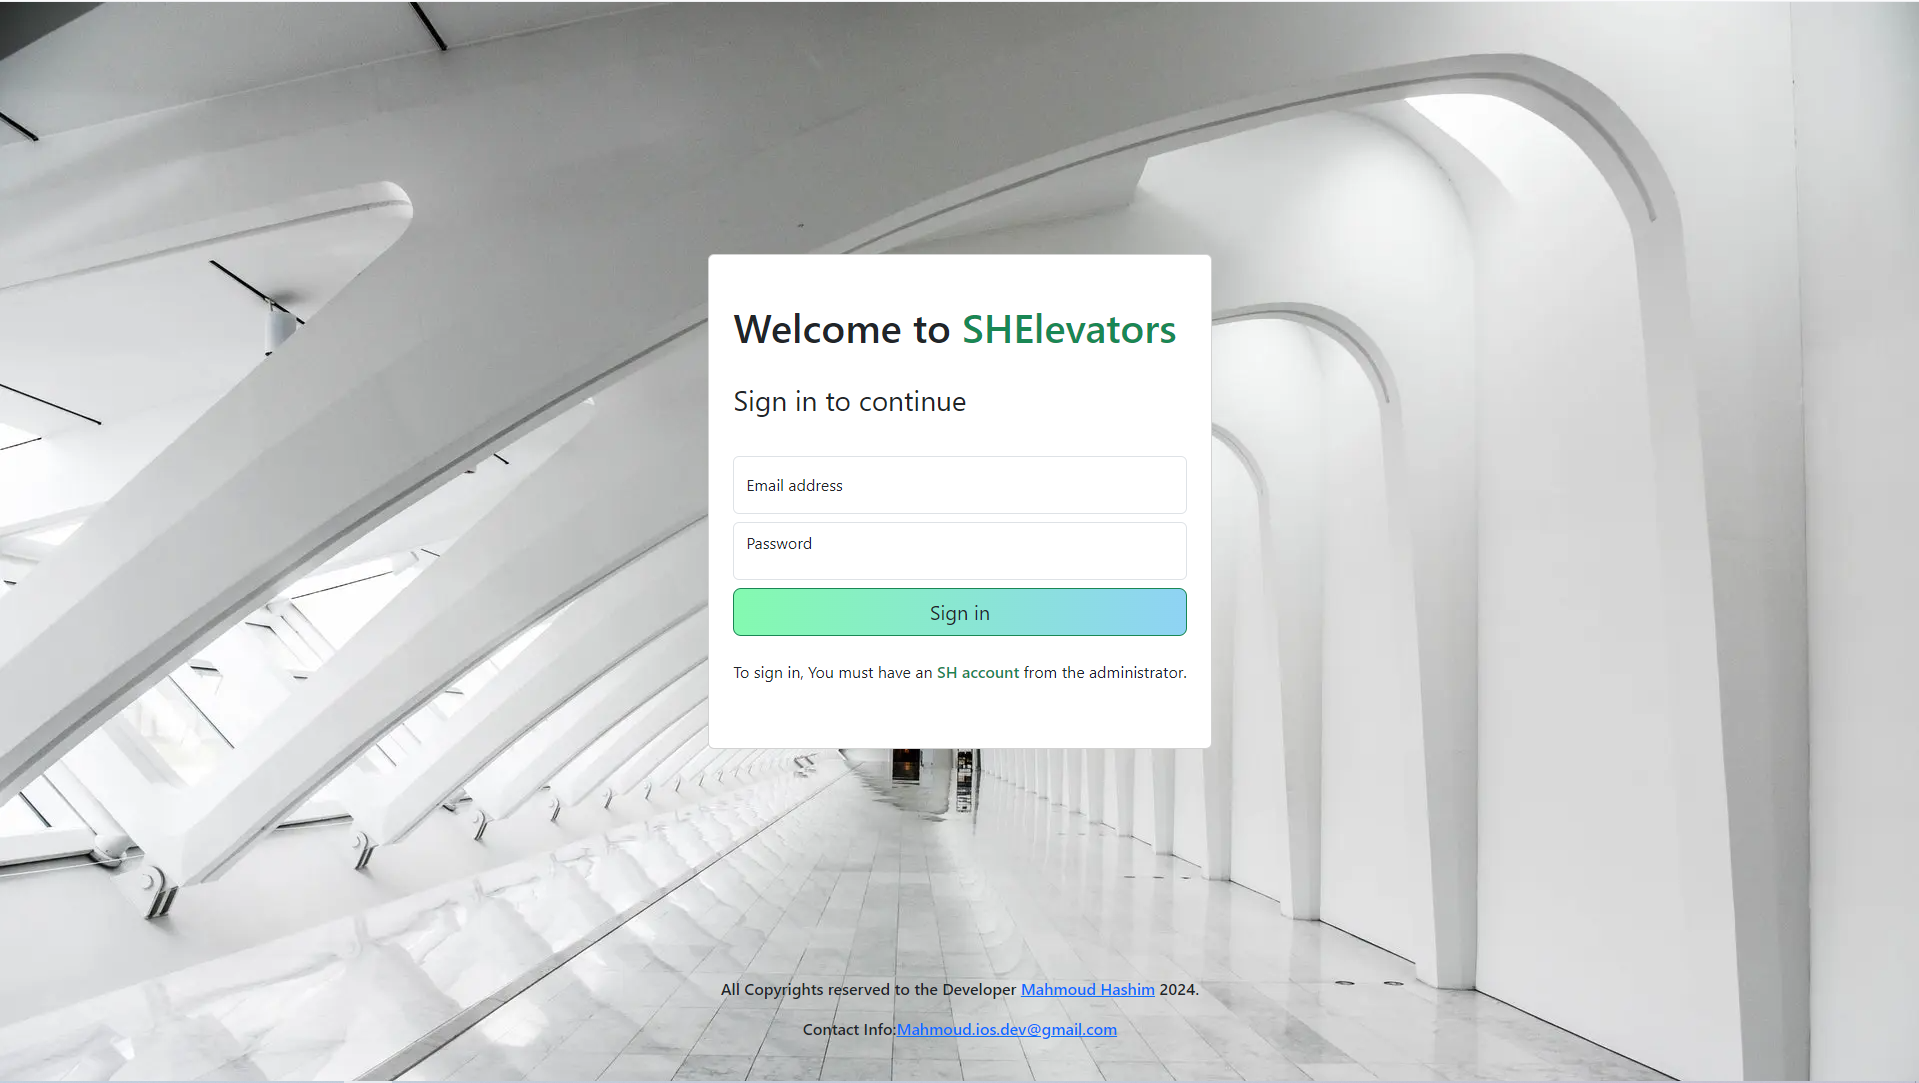 Welcome to SHElevators
Sign in to continue
Email address
Password
Sign in
To sign in, You must have an SH account from the administrator.
All Copyrights reserved to the Developer Mahmoud Hashim 2024.
Contact Info:Mahmoud.ios.dev@gmail.com